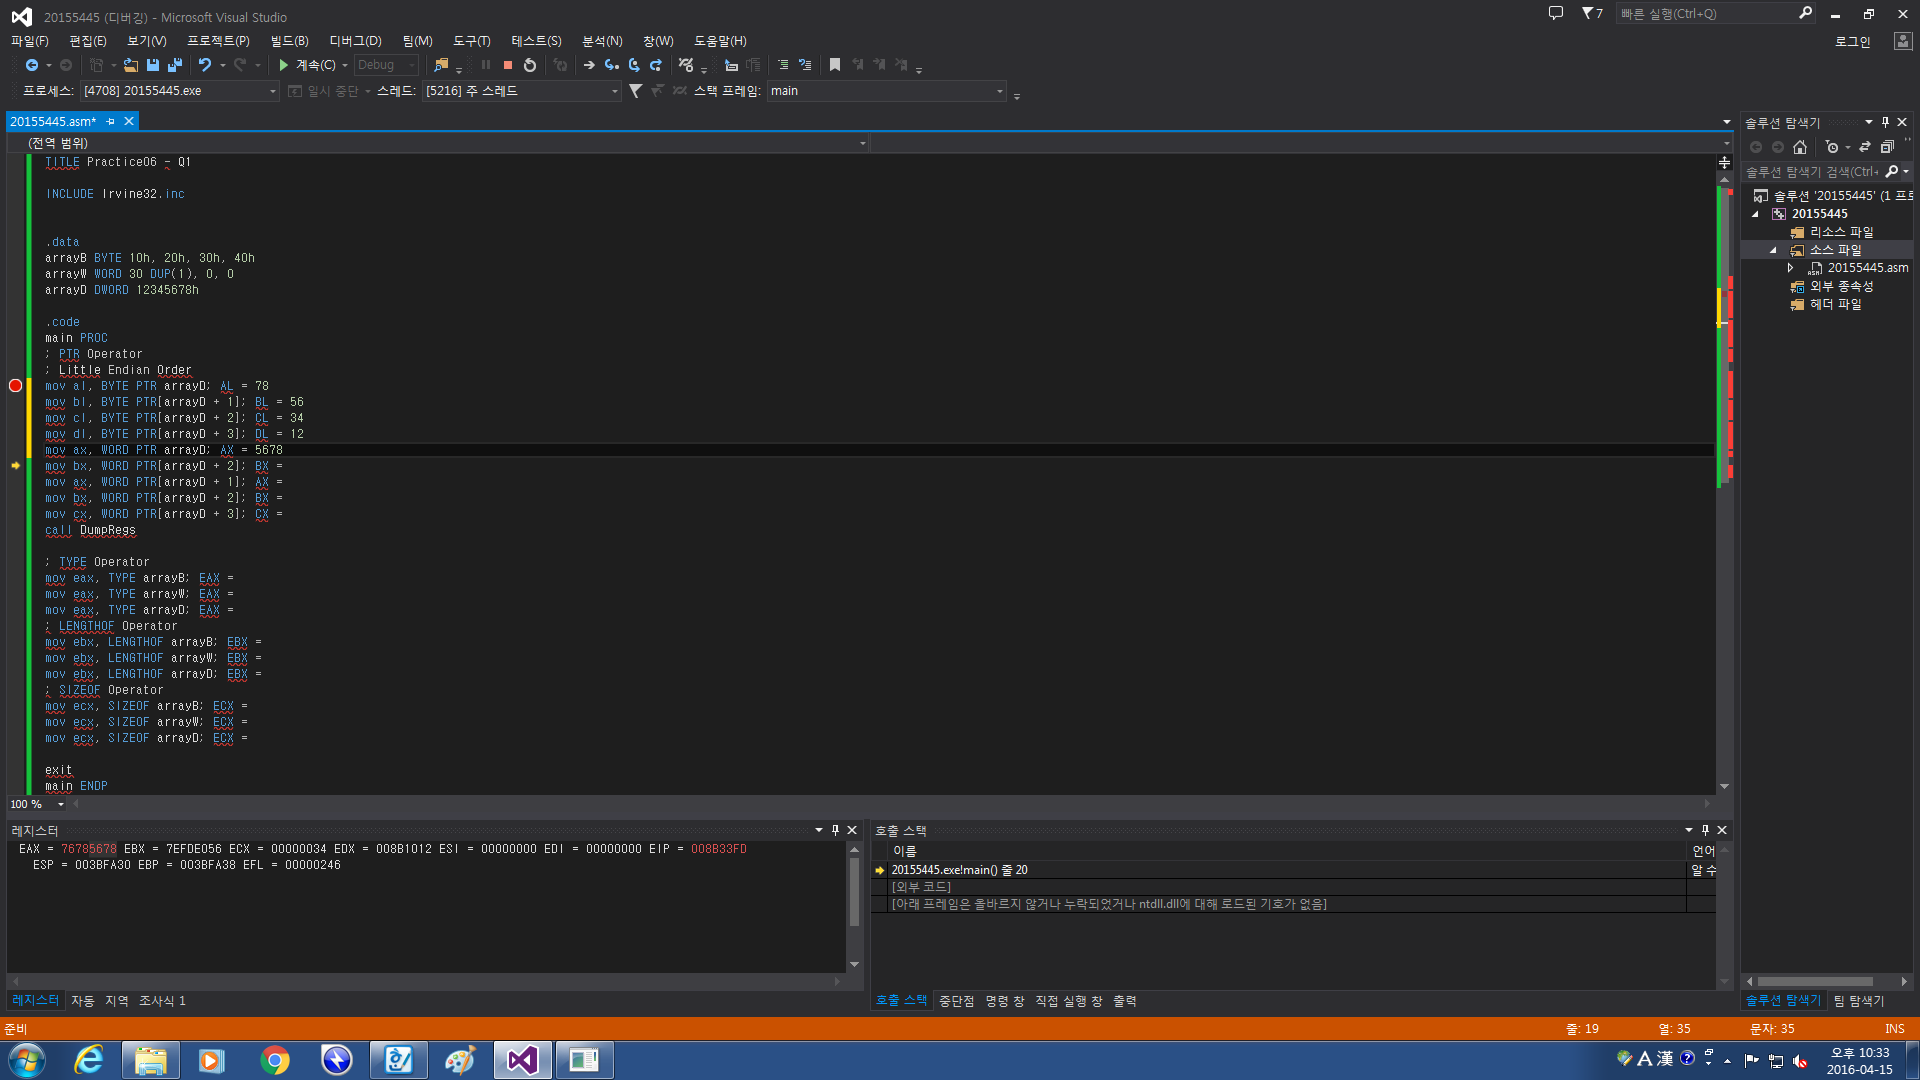 20155445 (디버깅) - Microsoft Visual Studio
7
빠른 실행(Ctrl+Q)
파일(F) 편집(E) 보기(V) 프로젝트(P) 빌드(B) 디버그(D) 팀(M) 도구(T) 테스트(S) 분석(N) 창(W) 도움말(H)
로그인
계속(C) Debug
프로세스: [4708] 20155445.exe 일시 중단 스레드: [5216] 주 스레드 스택 프레임: main
20155445.asm*
(전역 범위)
TITLE Practice06 - Q1
INCLUDE Irvine32.inc
.data
arrayB BYTE 10h, 20h, 30h, 40h
arrayW WORD 30 DUP(1), 0, 0
arrayD DWORD 12345678h
.code
main PROC
; PTR Operator
; Little Endian Order
mov al, BYTE PTR arrayD; AL = 78
mov bl, BYTE PTR[arrayD + 1]; BL = 56
mov cl, BYTE PTR[arrayD + 2]; CL = 34
mov dl, BYTE PTR[arrayD + 3]; DL = 12
mov ax, WORD PTR arrayD; AX = 5678
mov bx, WORD PTR[arrayD + 2]; BX =
mov ax, WORD PTR[arrayD + 1]; AX =
mov bx, WORD PTR[arrayD + 2]; BX =
mov cx, WORD PTR[arrayD + 3]; CX =
call DumpRegs
; TYPE Operator
mov eax, TYPE arrayB; EAX =
mov eax, TYPE arrayW; EAX =
mov eax, TYPE arrayD; EAX =
; LENGTHOF Operator
mov ebx, LENGTHOF arrayB; EBX =
mov ebx, LENGTHOF arrayW; EBX =
mov ebx, LENGTHOF arrayD; EBX =
; SIZEOF Operator
mov ecx, SIZEOF arrayB; ECX =
mov ecx, SIZEOF arrayW; ECX =
mov ecx, SIZEOF arrayD; ECX =
exit
main ENDP
100 %
솔루션 탐색기
솔루션 탐색기 검색(Ctrl+
솔루션 '20155445' (1 프로
20155445
리소스 파일
소스 파일
20155445.asm
외부 종속성
헤더 파일
레지스터
EAX = 76785678 EBX = 7EFDE056 ECX = 00000034 EDX = 008B1012 ESI = 00000000 EDI = 00000000 EIP = 008B33FD
ESP = 003BFA30 EBP = 003BFA38 EFL = 00000246
호출 스택
이름 언어
20155445.exe!main() 줄 20 알 수
[외부 코드]
[아래 프레임은 올바르지 않거나 누락되었거나 ntdll.dll에 대해 로드된 기호가 없음]
레지스터 자동 지역 조사식 1
호출 스택 중단점 명령 창 직접 실행 창 출력
솔루션 탐색기 팀 탐색기
준비 줄: 19 열: 35 문자: 35 INS
A 漢
오후 10:33
2016-04-15